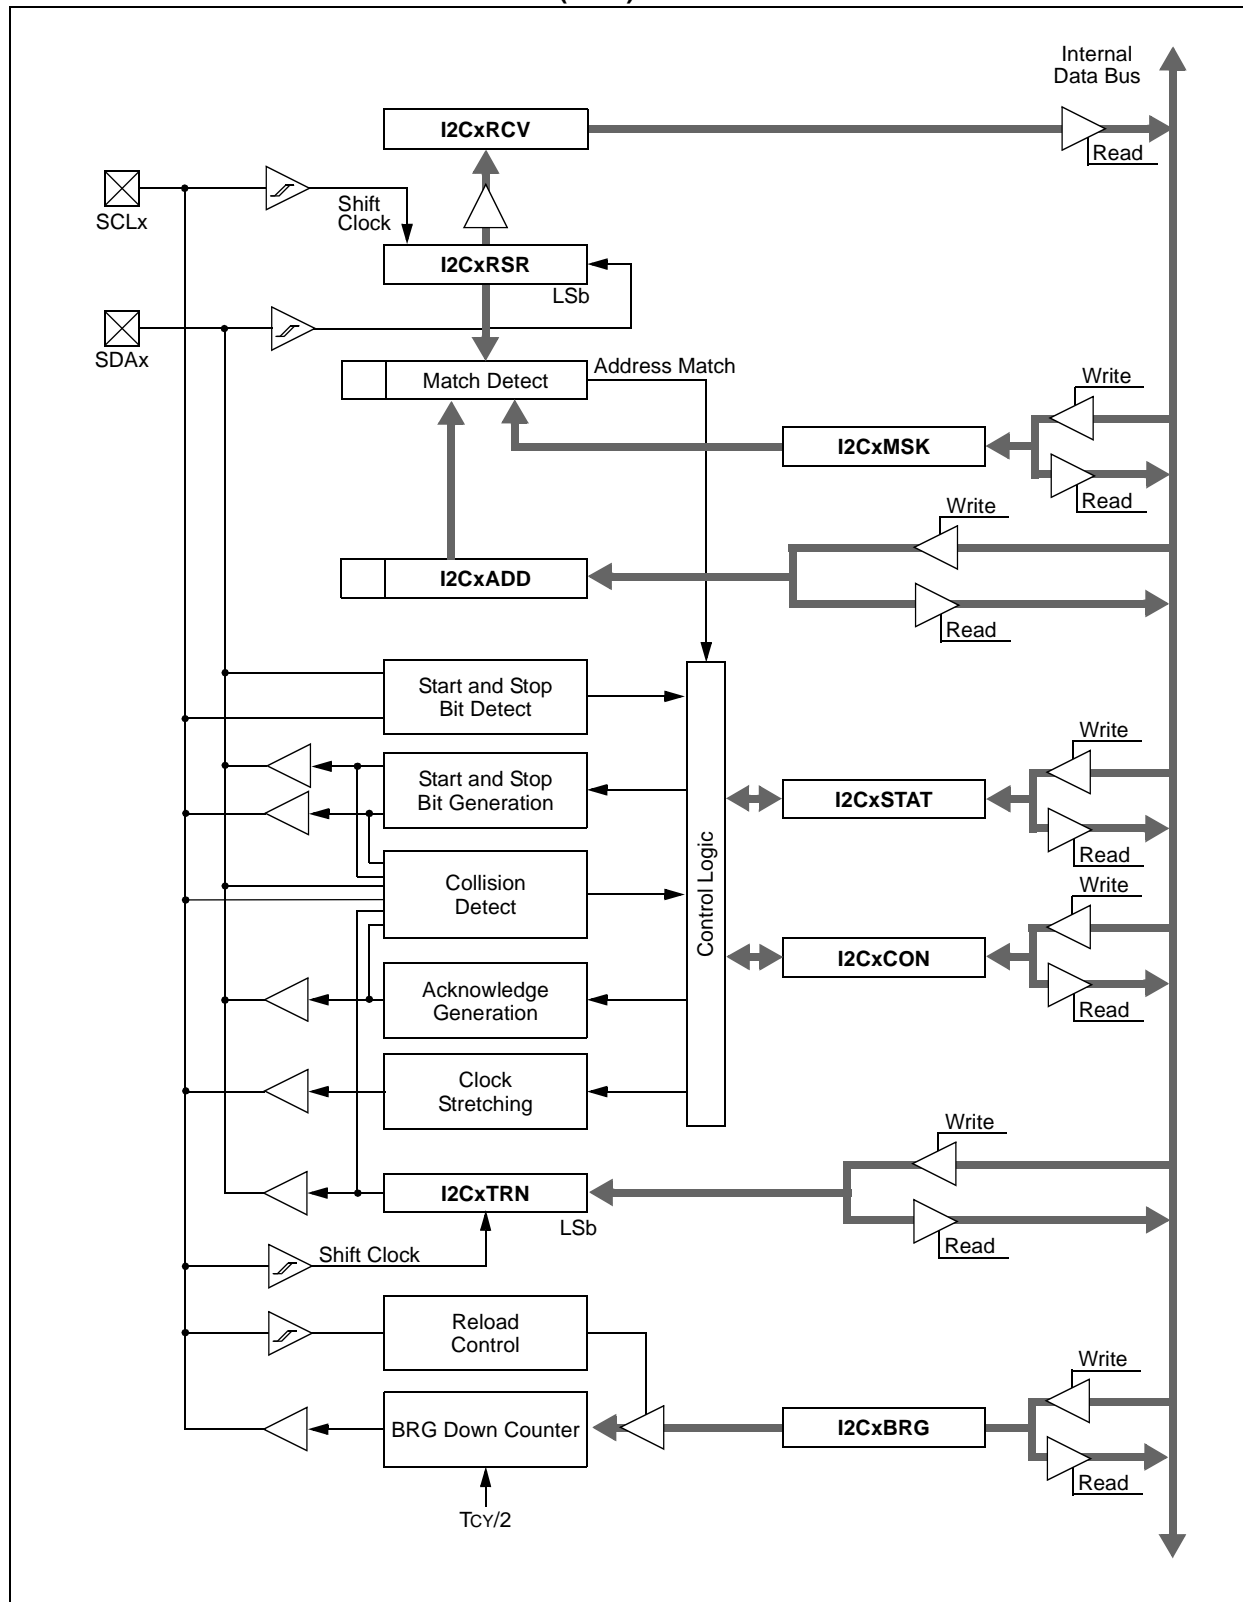 Internal
Data Bus
I2CxRCV
Read
SCLx
Shift
Clock
I2CxRSR
LSb
SDAx
Match Detect
Address Match
Write
I2CxMSK
Read
Write
I2CxADD
Read
Start and Stop
Bit Detect
Write
Start and Stop
Bit Generation
I2CxSTAT
Read
Control Logic
Collision
Detect
Write
I2CxCON
Acknowledge
Generation
Read
Clock
Stretching
Write
I2CxTRN
LSb
Read
Shift Clock
Reload
Control
Write
BRG Down Counter
I2CxBRG
Read
TCY/2